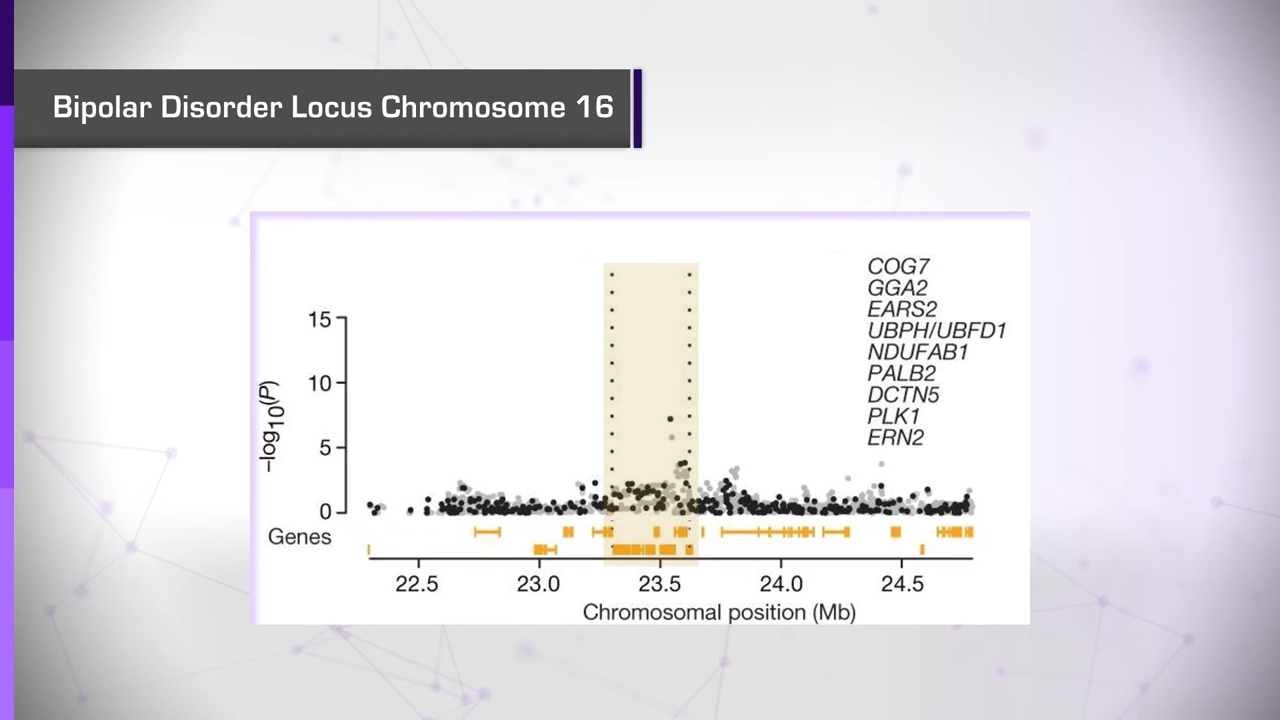 Bipolar Disorder Locus Chromosome 16
COG7
GGA2
EARS2
UBPH/UBFD1
NDUFAB1
PALB2
DCTN5
PLK1
ERN2
–log10(P)
15
10
5
0
Genes
22.5 23.0 23.5 24.0 24.5
Chromosomal position (Mb)